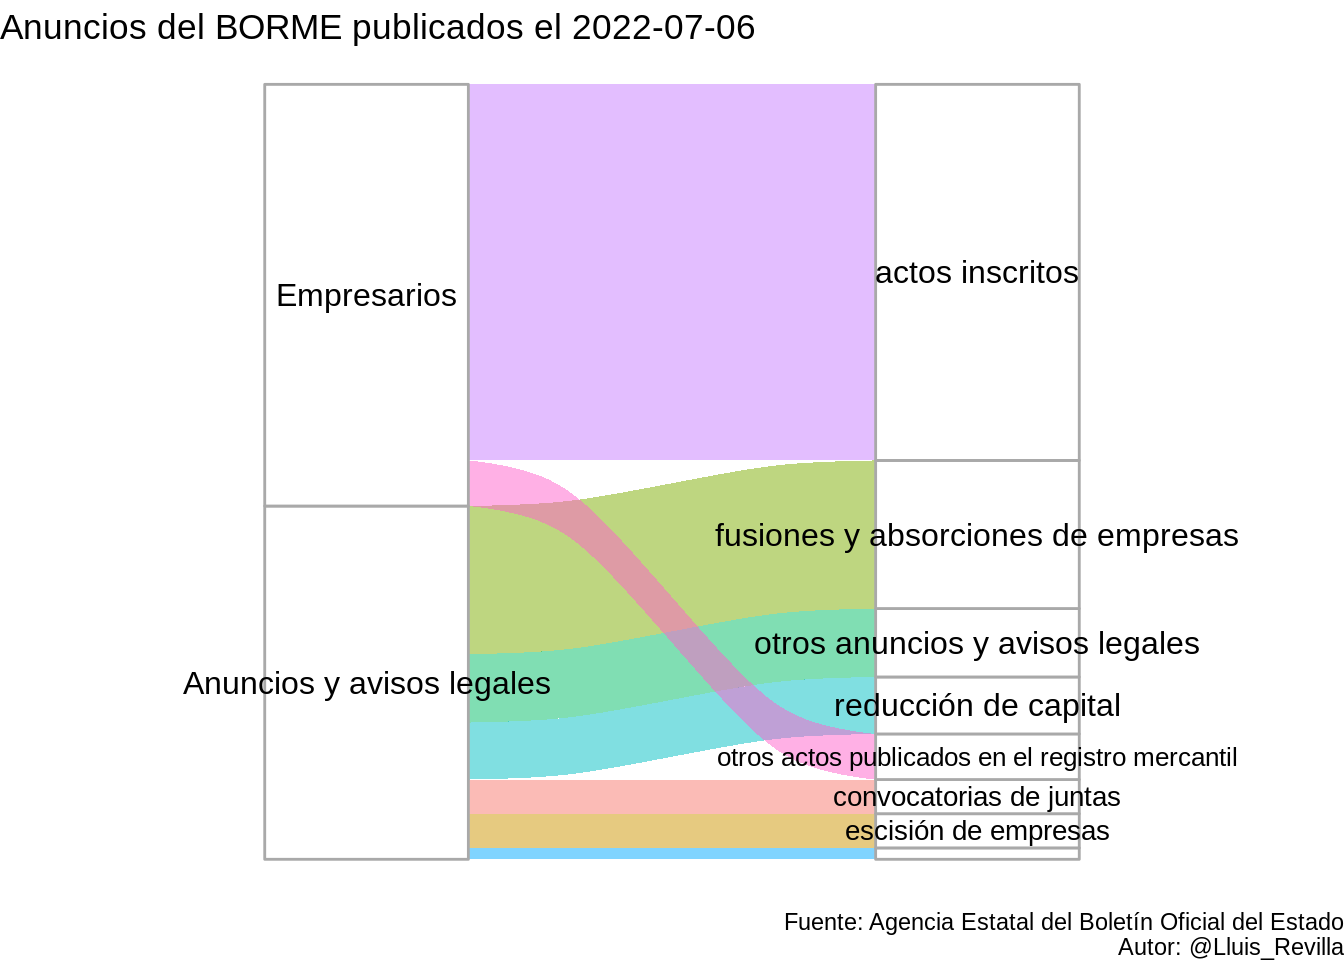 Anuncios del BORME publicados el 2022-07-06
Empresarios
Anuncios y avisos legales
actos inscritos
fusiones y absorciones de empresas
otros anuncios y avisos legales
reducción de capital
otros actos publicados en el registro mercantil
convocatorias de juntas
escisión de empresas
Fuente: Agencia Estatal del Boletín Oficial del Estado
Autor: @Lluis_Revilla